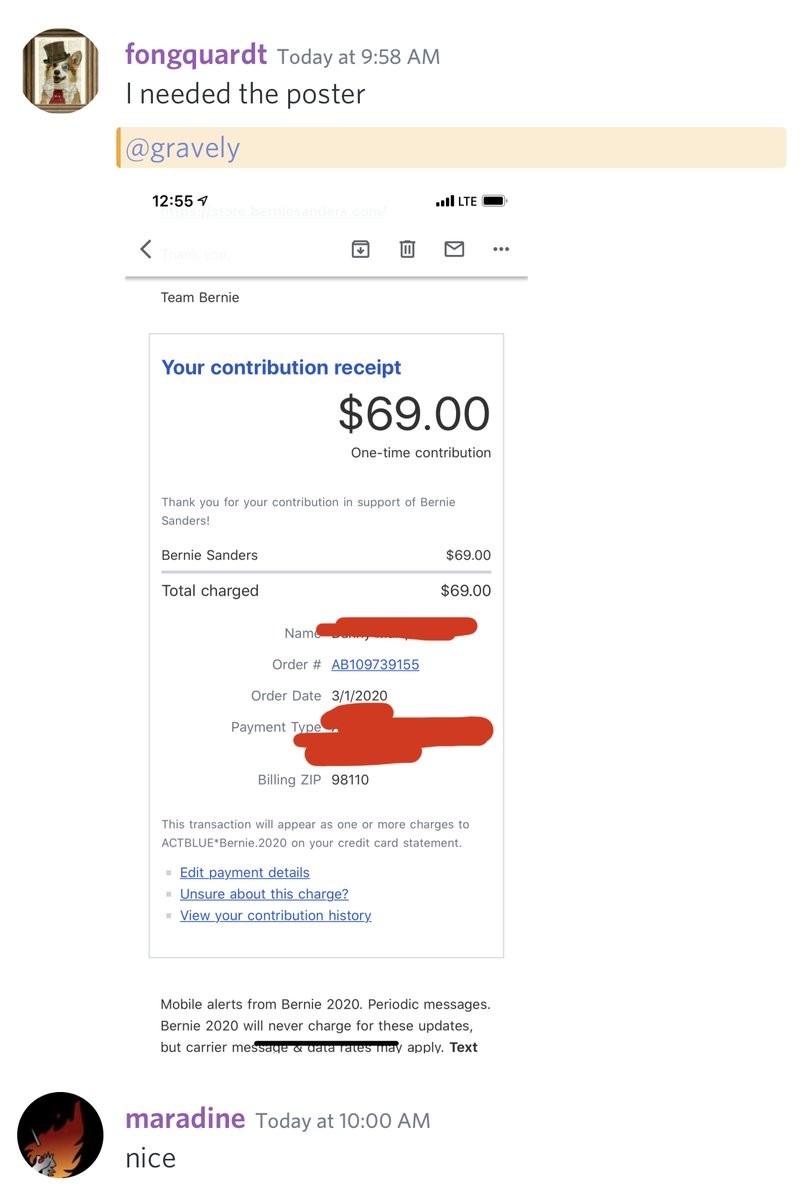 fongquardt Today at 9:58 AM
I needed the poster
@gravely
12:55 LTE
https://store.berniesanders.com/
Thank you,
Team Bernie
Your contribution receipt
$69.00
One-time contribution
Thank you for your contribution in support of Bernie
Sanders!
Bernie Sanders $69.00
Total charged $69.00
Name
Order # AB109739155
Order Date 3/1/2020
Payment Type
Billing ZIP 98110
This transaction will appear as one or more charges to
ACTBLUE*Bernie.2020 on your credit card statement.
Edit payment details
Unsure about this charge?
View your contribution history
Mobile alerts from Bernie 2020. Periodic messages.
Bernie 2020 will never charge for these updates,
but carrier message & data rates may apply. Text
maradine Today at 10:00 AM
nice